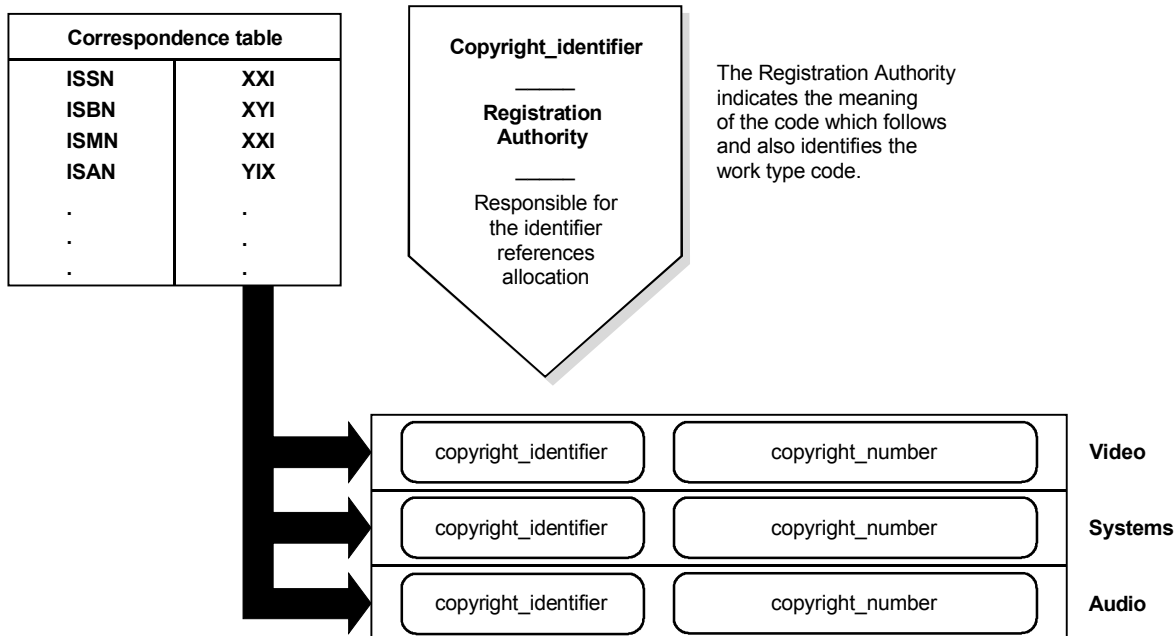 Correspondence table
ISSN XXI
ISBN XYI
ISMN XXI
ISAN YIX
. .
. .
. .
Copyright_identifier
Registration
Authority
Responsible for
the identifier
references
allocation
The Registration Authority
indicates the meaning
of the code which follows
and also identifies the
work type code.
copyright_identifier copyright_number Video
copyright_identifier copyright_number Systems
copyright_identifier copyright_number Audio